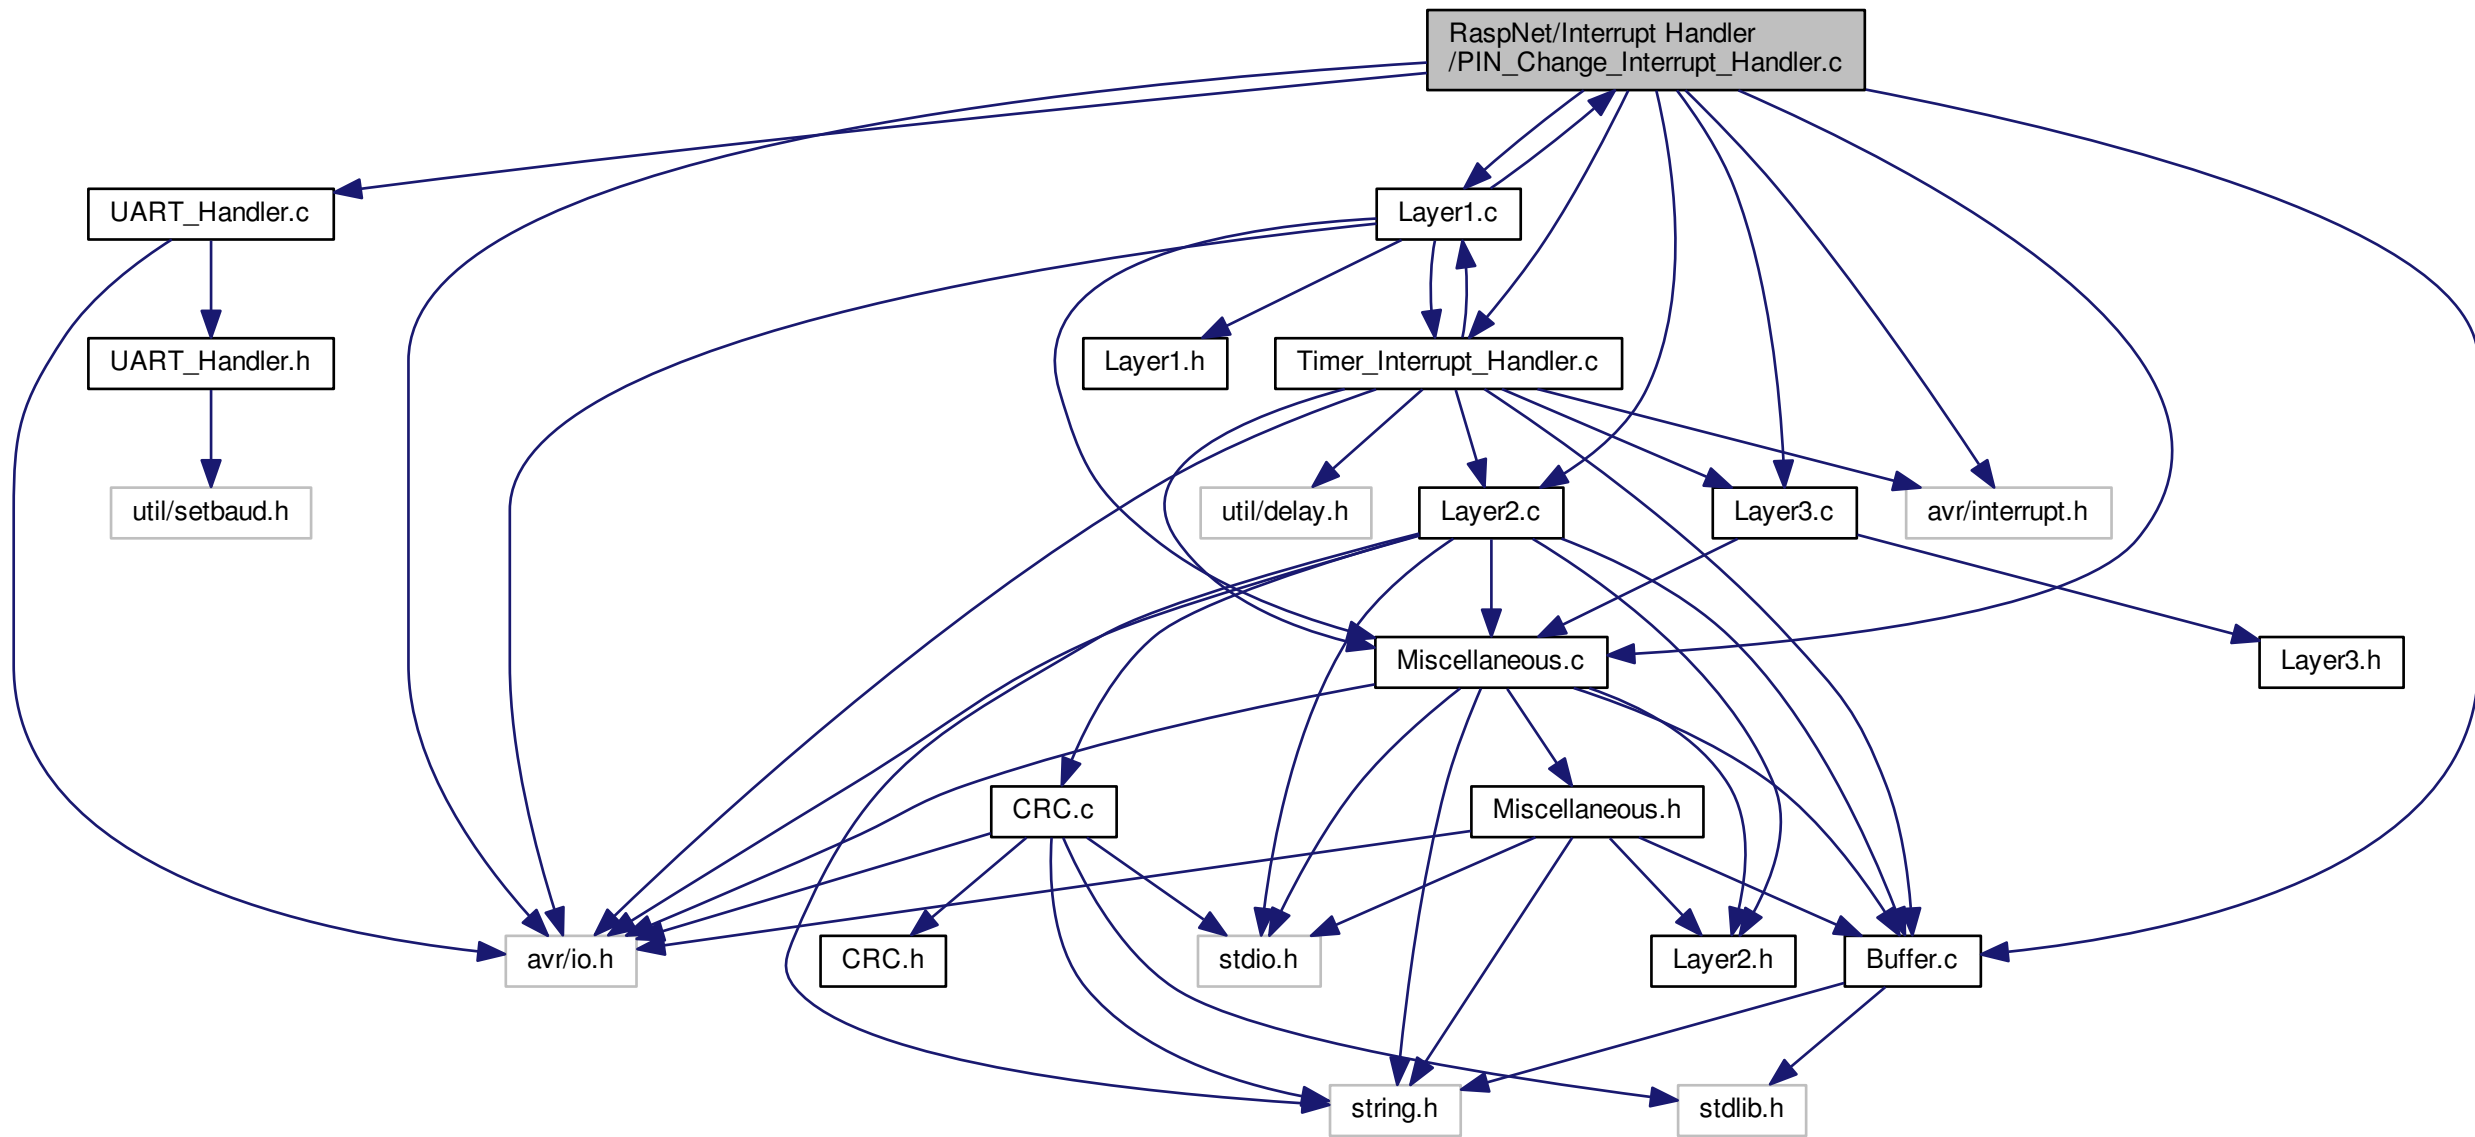 RaspNet/Interrupt Handler
/PIN_Change_Interrupt_Handler.c
UART_Handler.c
Layer1.c
UART_Handler.h
Layer1.h
Timer_Interrupt_Handler.c
util/setbaud.h
util/delay.h
Layer2.c
Layer3.c
avr/interrupt.h
Miscellaneous.c
Layer3.h
CRC.c
Miscellaneous.h
avr/io.h
CRC.h
stdio.h
Layer2.h
Buffer.c
string.h
stdlib.h